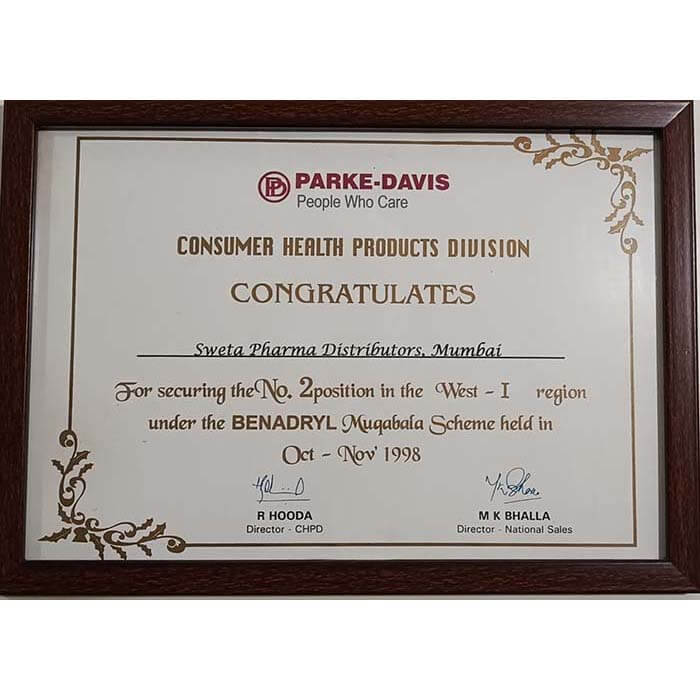 PD PARKE-DAVIS
People Who Care
CONSUMER HEALTH PRODUCTS DIVISION
CONGRATULATES
Sweta Pharma Distributors, Mumbai
For securing the No. 2 position in the West - I region
under the BENADRYL Muqabala Scheme held in
Oct - Nov' 1998
R HOODA
Director - CHPD
M K BHALLA
Director - National Sales